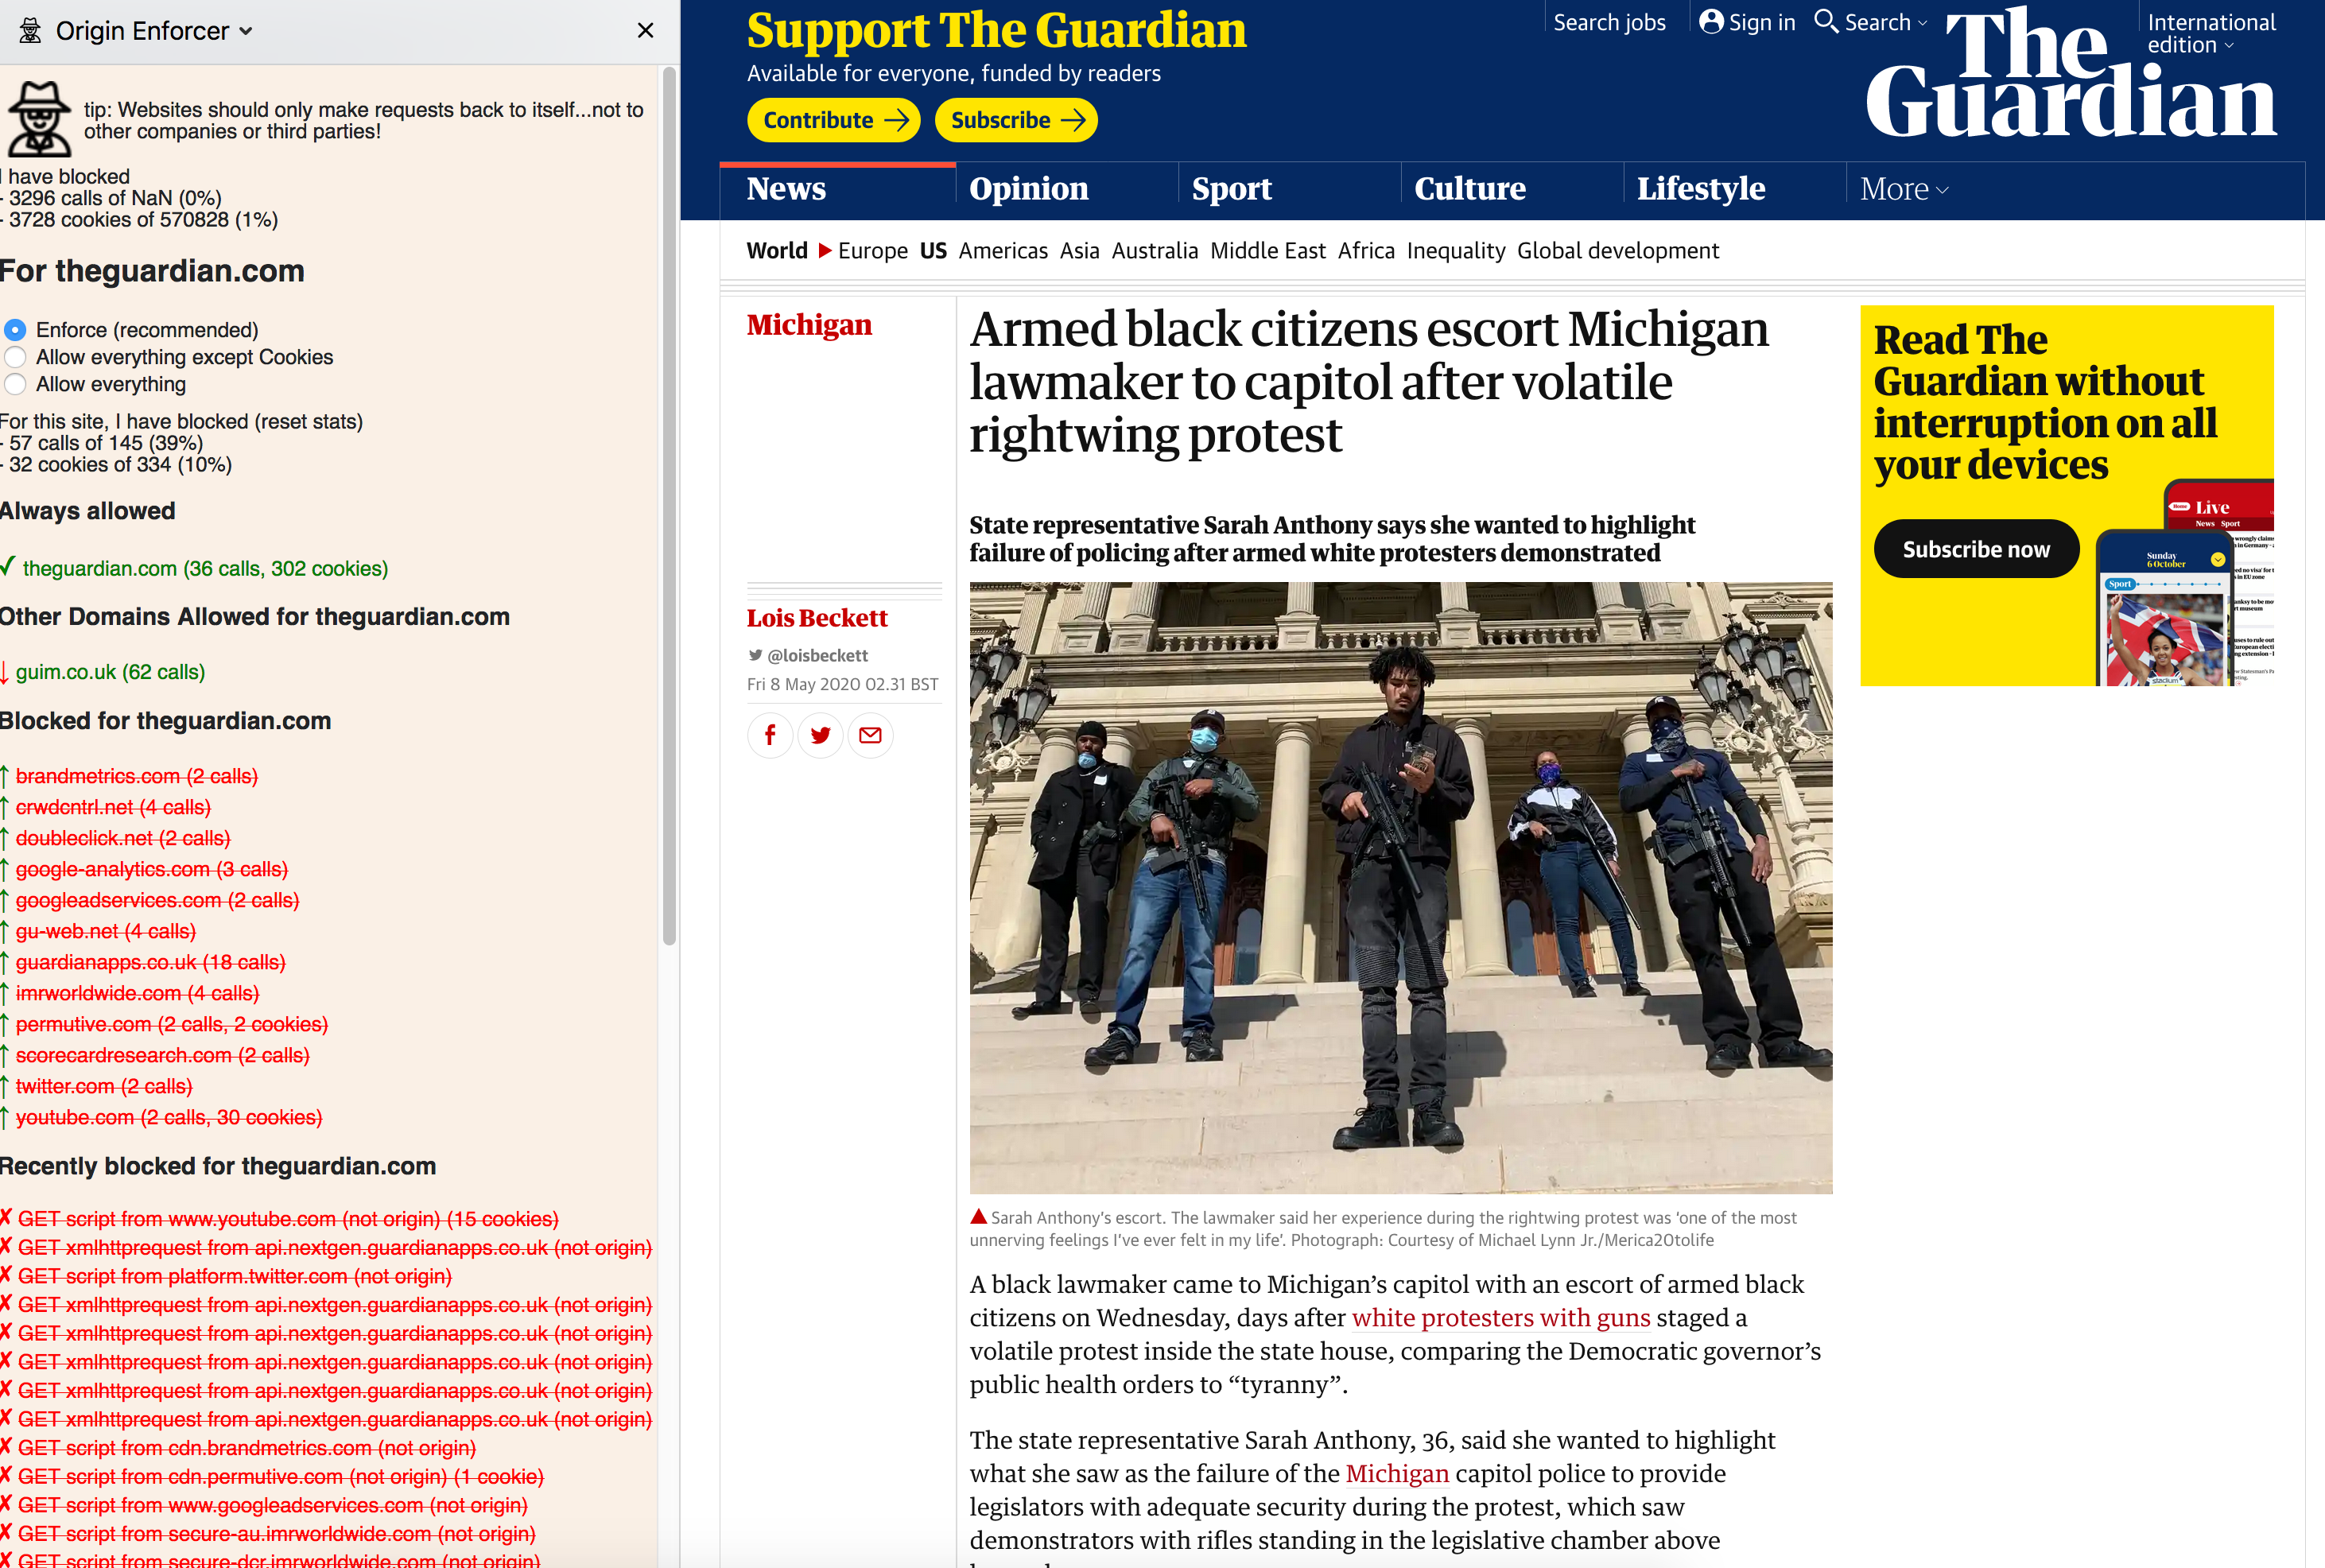 Origin Enforcer
tip: Websites should only make requests back to itself...not to
other companies or third parties!
I have blocked
- 3296 calls of NaN (0%)
- 3728 cookies of 570828 (1%)
For theguardian.com
Enforce (recommended)
Allow everything except Cookies
Allow everything
For this site, I have blocked (reset stats)
- 57 calls of 145 (39%)
- 32 cookies of 334 (10%)
Always allowed
✓ theguardian.com (36 calls, 302 cookies)
Other Domains Allowed for theguardian.com
↓ guim.co.uk (62 calls)
Blocked for theguardian.com
↑ brandmetrics.com (2 calls)
↑ crwdcntrl.net (4 calls)
↑ doubleclick.net (2 calls)
↑ google-analytics.com (3 calls)
↑ googleadservices.com (2 calls)
↑ gu-web.net (4 calls)
↑ guardianapps.co.uk (18 calls)
↑ imrworldwide.com (4 calls)
↑ permutive.com (2 calls, 2 cookies)
↑ scorecardresearch.com (2 calls)
↑ twitter.com (2 calls)
↑ youtube.com (2 calls, 30 cookies)
Recently blocked for theguardian.com
✗ GET script from www.youtube.com (not origin) (15 cookies)
✗ GET xmlhttprequest from api.nextgen.guardianapps.co.uk (not origin)
✗ GET script from platform.twitter.com (not origin)
✗ GET xmlhttprequest from api.nextgen.guardianapps.co.uk (not origin)
✗ GET xmlhttprequest from api.nextgen.guardianapps.co.uk (not origin)
✗ GET xmlhttprequest from api.nextgen.guardianapps.co.uk (not origin)
✗ GET xmlhttprequest from api.nextgen.guardianapps.co.uk (not origin)
✗ GET xmlhttprequest from api.nextgen.guardianapps.co.uk (not origin)
✗ GET script from cdn.brandmetrics.com (not origin)
✗ GET script from cdn.permutive.com (not origin) (1 cookie)
✗ GET script from www.googleadservices.com (not origin)
✗ GET script from secure-au.imrworldwide.com (not origin)
✗ GET script from secure-dcr.imrworldwide.com (not origin)
Support The Guardian
Available for everyone, funded by readers
Contribute
Subscribe
Search jobs
Sign in
Search
International
edition
The
Guardian
News
Opinion
Sport
Culture
Lifestyle
More
World Europe US Americas Asia Australia Middle East Africa Inequality Global development
Michigan
Armed black citizens escort Michigan
lawmaker to capitol after volatile
rightwing protest
State representative Sarah Anthony says she wanted to highlight
failure of policing after armed white protesters demonstrated
Lois Beckett
@loisbeckett
Fri 8 May 2020 02.31 BST
Sarah Anthony's escort. The lawmaker said her experience during the rightwing protest was 'one of the most
unnerving feelings I've ever felt in my life'. Photograph: Courtesy of Michael Lynn Jr./Merica20tolife
A black lawmaker came to Michigan's capitol with an escort of armed black
citizens on Wednesday, days after white protesters with guns staged a
volatile protest inside the state house, comparing the Democratic governor's
public health orders to "tyranny".
The state representative Sarah Anthony, 36, said she wanted to highlight
what she saw as the failure of the Michigan capitol police to provide
legislators with adequate security during the protest, which saw
demonstrators with rifles standing in the legislative chamber above
Read The
Guardian without
interruption on all
your devices
Subscribe now
Home Live
News Sport
Sunday
6 October
Sport
stadium